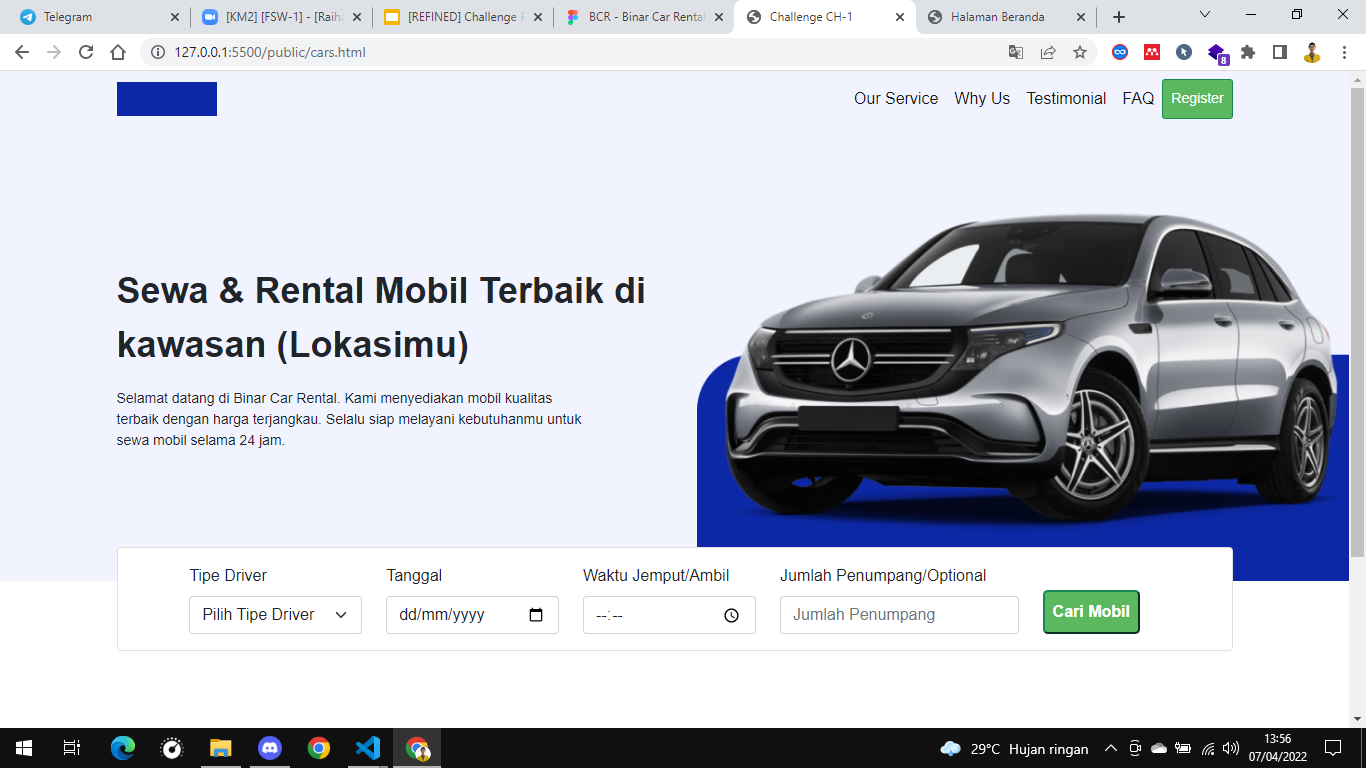 Telegram
[KM2] [FSW-1] - [Raiha
[REFINED] Challenge
BCR - Binar Car Rental
Challenge CH-1
Halaman Beranda
127.0.0.1:5500/public/cars.html
8
Our Service
Why Us
Testimonial
FAQ
Register
Sewa & Rental Mobil Terbaik di
kawasan (Lokasimu)
Selamat datang di Binar Car Rental. Kami menyediakan mobil kualitas
terbaik dengan harga terjangkau. Selalu siap melayani kebutuhanmu untuk
sewa mobil selama 24 jam.
Tipe Driver
Tanggal
Waktu Jemput/Ambil
Jumlah Penumpang/Optional
Pilih Tipe Driver
dd/mm/yyyy
--:--
Jumlah Penumpang
Cari Mobil
29°C Hujan ringan
13:56
07/04/2022